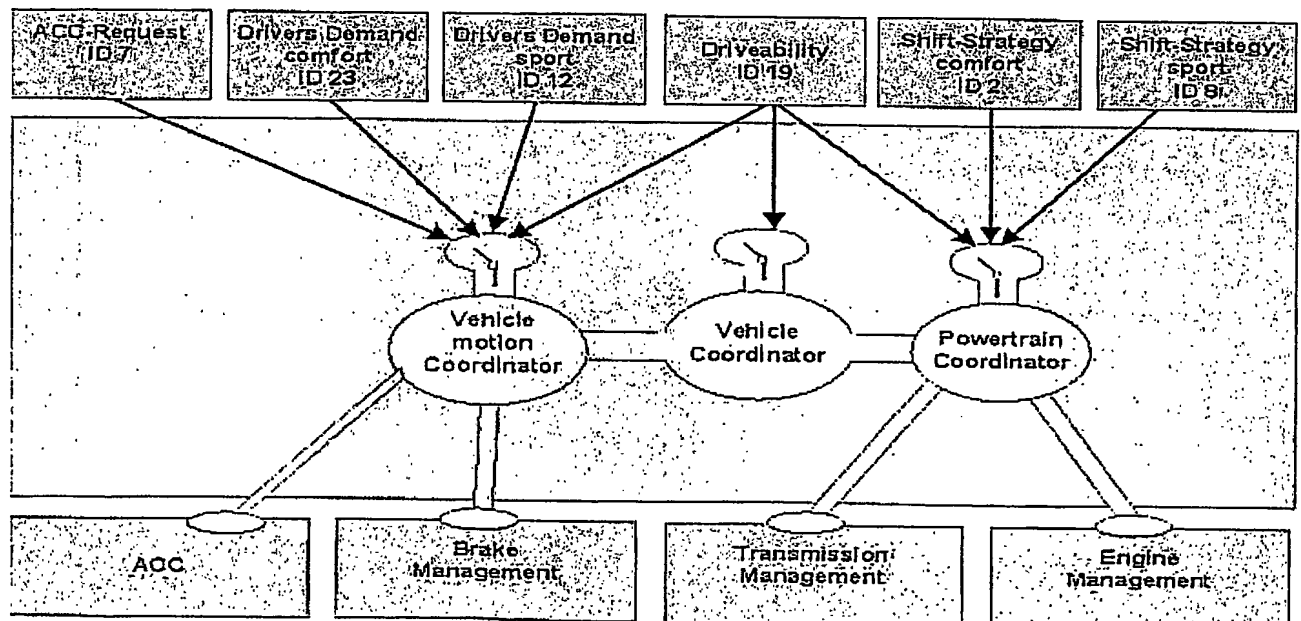 ACC-Request
ID 7
Drivers Demand
comfort
ID 23
Drivers Demand
sport
ID 12
Driveability
ID 19
Shift-Strategy
comfort
ID 2
Shift-Strategy
sport
ID 8
Vehicle
motion
Coordinator
Vehicle
Coordinator
Powertrain
Coordinator
ACC
Brake
Management
Transmission
Management
Engine
Management